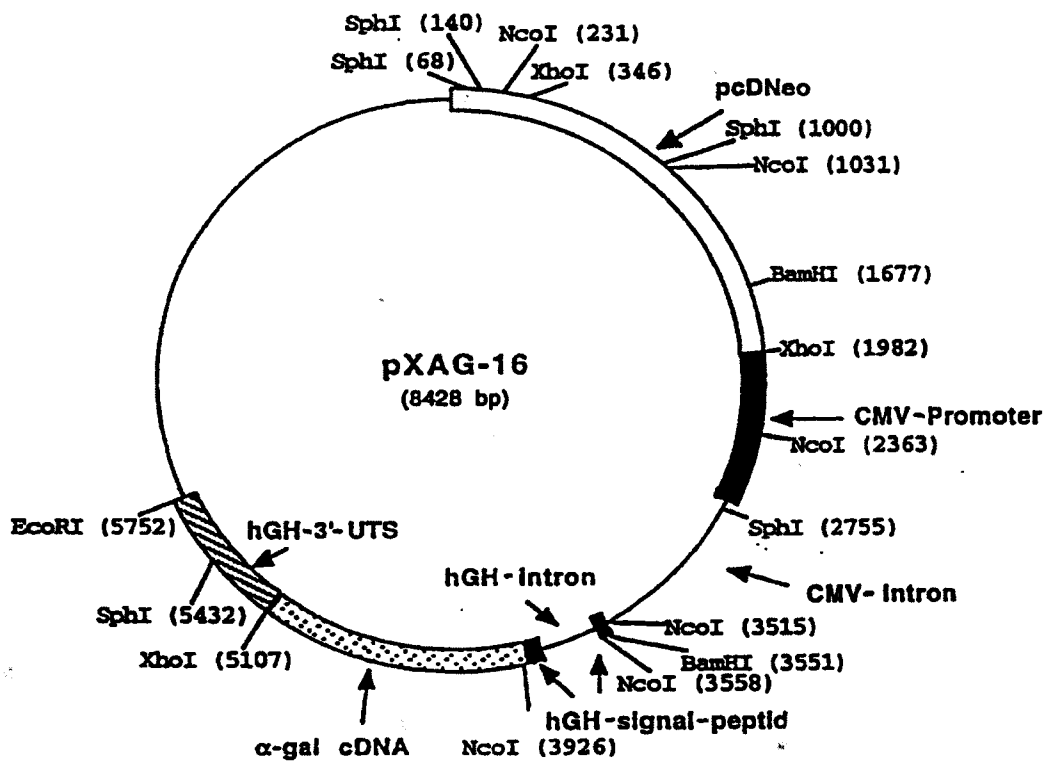 SphI (140)
NcoI (231)
SphI (68)
XhoI (346)
pcDNeo
SphI (1000)
NcoI (1031)
BamHI (1677)
XhoI (1982)
pXAG-16
(8428 bp)
CMV-Promoter
NcoI (2363)
EcoRI (5752)
hGH-3'-UTS
SphI (2755)
hGH-intron
CMV-intron
SphI (5432)
NcoI (3515)
XhoI (5107)
BamHI (3551)
NcoI (3558)
hGH-signal-peptid
α-gal cDNA
NcoI (3926)